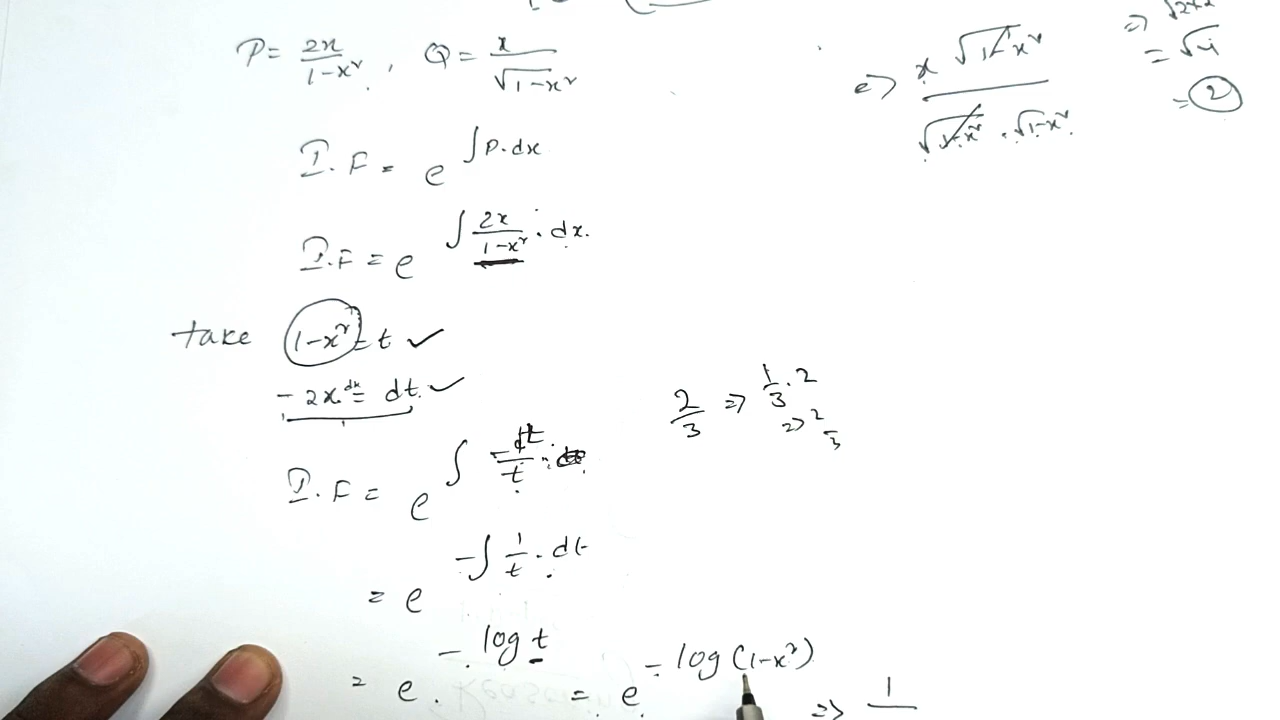 P = 2x/1-x², Q = x/√1-x²
I.F = e^∫P.dx
I.F = e^∫2x/1-x² . dx.
take 1-x² = t ✓
-2x dx = dt. ✓
I.F = e^∫-dt/t
= e^-∫1/t . dt
= e^-log t = e^-log(1-x²) => 1
=> x √1-x² / √1-x² . √1-x²
=> √2x2
= √4
= 2
2/3 => 1/3 . 2
=> 2/3